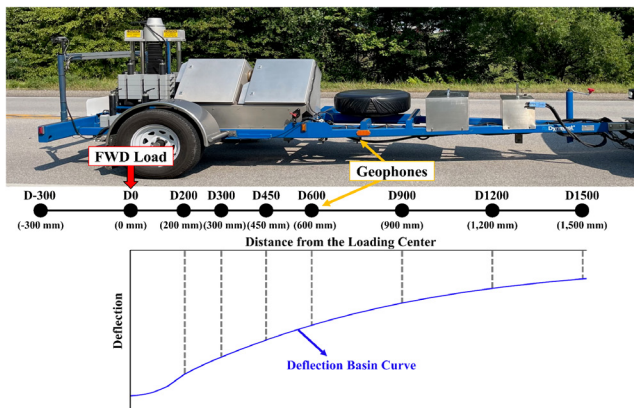 FWD Load
Geophones
D-300 D0 D200 D300 D450 D600 D900 D1200 D1500
(-300 mm) (0 mm) (200 mm) (300 mm) (450 mm) (600 mm) (900 mm) (1,200 mm) (1,500 mm)
Distance from the Loading Center
Deflection
Deflection Basin Curve